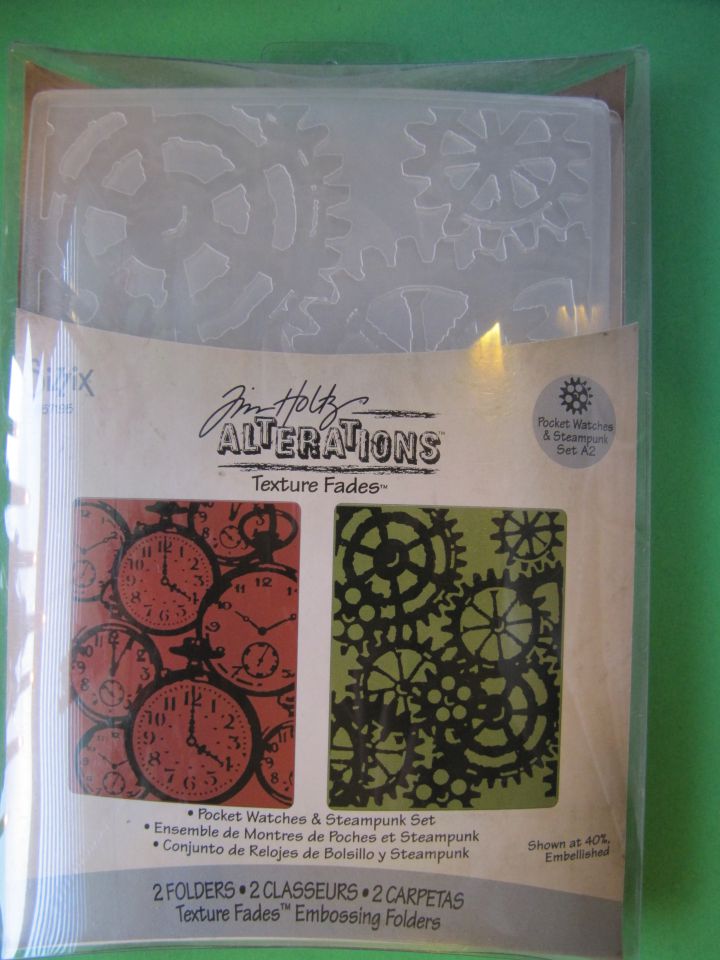 Sizzix
Tim Holtz
ALTERATIONS™
Texture Fades™
Pocket Watches
& Steampunk
Set A2
• Pocket Watches & Steampunk Set
• Ensemble de Montres de Poches et Steampunk
• Conjunto de Relojes de Bolsillo y Steampunk
Shown at 40%,
Embellished
2 FOLDERS • 2 CLASSEURS • 2 CARPETAS
Texture Fades™ Embossing Folders